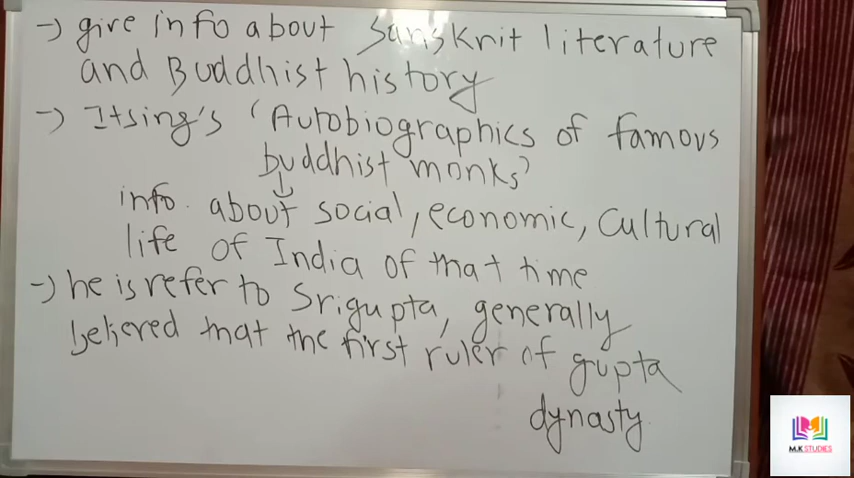 → give info about Sanskrit literature
and Buddhist history
→ Itsing's 'Autobiographics of famous
buddhist monks'
↓
info. about social, economic, cultural
life of India of that time
→ he is refer to Srigupta, generally
believed that the first ruler of gupta
dynasty.
M.K STUDIES